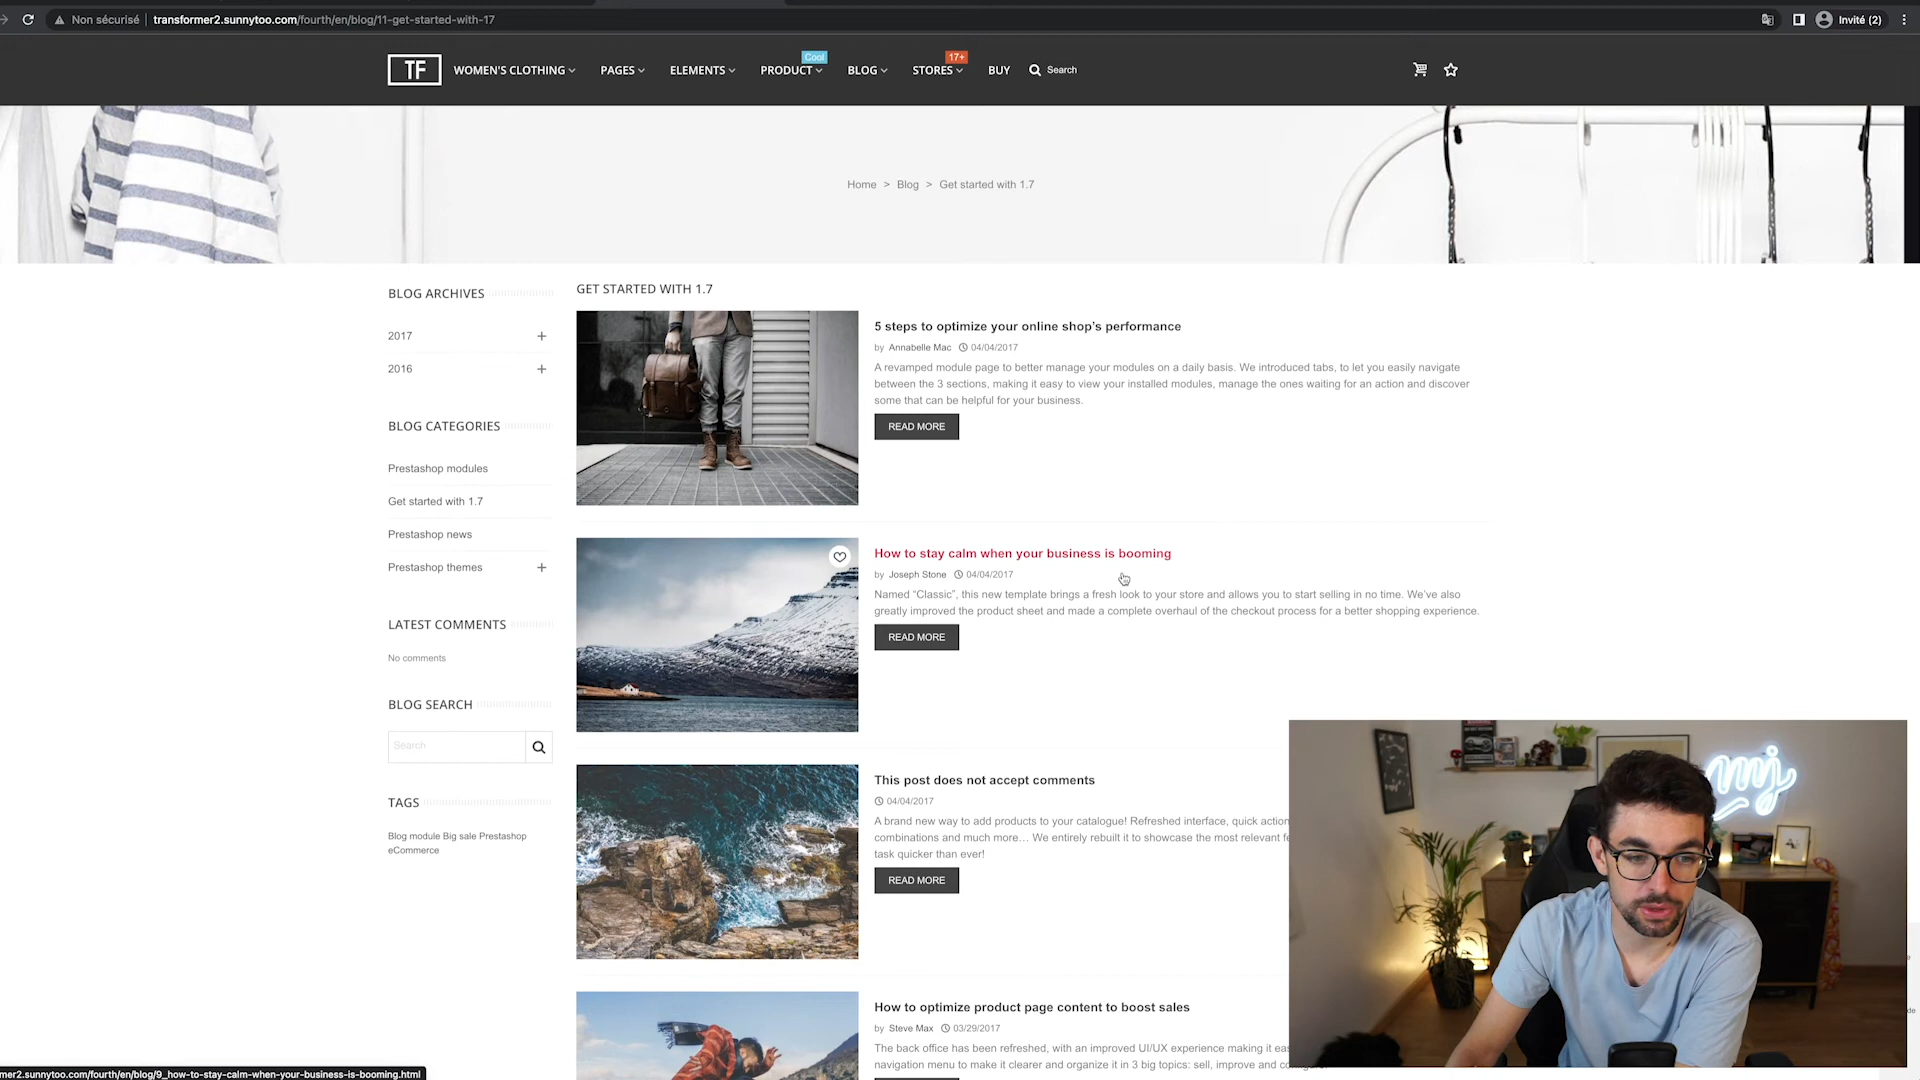 Non sécurisé
transformer2.sunnytoo.com/fourth/en/blog/11-get-started-with-17
Invité (2)
TF
WOMEN'S CLOTHING
PAGES
ELEMENTS
PRODUCT
Cool
BLOG
STORES
17+
BUY
Search
Home > Blog > Get started with 1.7
BLOG ARCHIVES
2017
2016
BLOG CATEGORIES
Prestashop modules
Get started with 1.7
Prestashop news
Prestashop themes
LATEST COMMENTS
No comments
BLOG SEARCH
Search
TAGS
Blog module Big sale Prestashop
eCommerce
GET STARTED WITH 1.7
5 steps to optimize your online shop's performance
by Annabelle Mac 04/04/2017
A revamped module page to better manage your modules on a daily basis. We introduced tabs, to let you easily navigate
between the 3 sections, making it easy to view your installed modules, manage the ones waiting for an action and discover
some that can be helpful for your business.
READ MORE
How to stay calm when your business is booming
by Joseph Stone 04/04/2017
Named “Classic”, this new template brings a fresh look to your store and allows you to start selling in no time. We've also
greatly improved the product sheet and made a complete overhaul of the checkout process for a better shopping experience.
READ MORE
This post does not accept comments
04/04/2017
A brand new way to add products to your catalogue! Refreshed interface, quick action
combinations and much more… We entirely rebuilt it to showcase the most relevant
task quicker than ever!
READ MORE
How to optimize product page content to boost sales
by Steve Max 03/29/2017
The back office has been refreshed, with an improved UI/UX experience making it
navigation menu to make it clearer and organize it in 3 big topics: sell, improve and
mj
mer2.sunnytoo.com/fourth/en/blog/9_how-to-stay-calm-when-your-business-is-booming.html